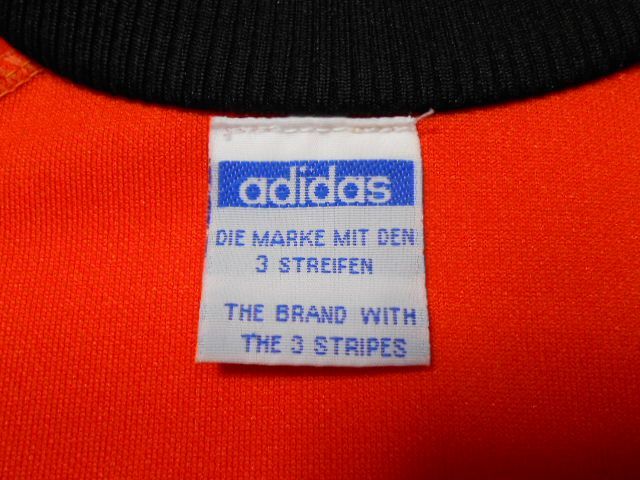 adidas
DIE MARKE MIT DEN
3 STREIFEN
THE BRAND WITH
THE 3 STRIPES